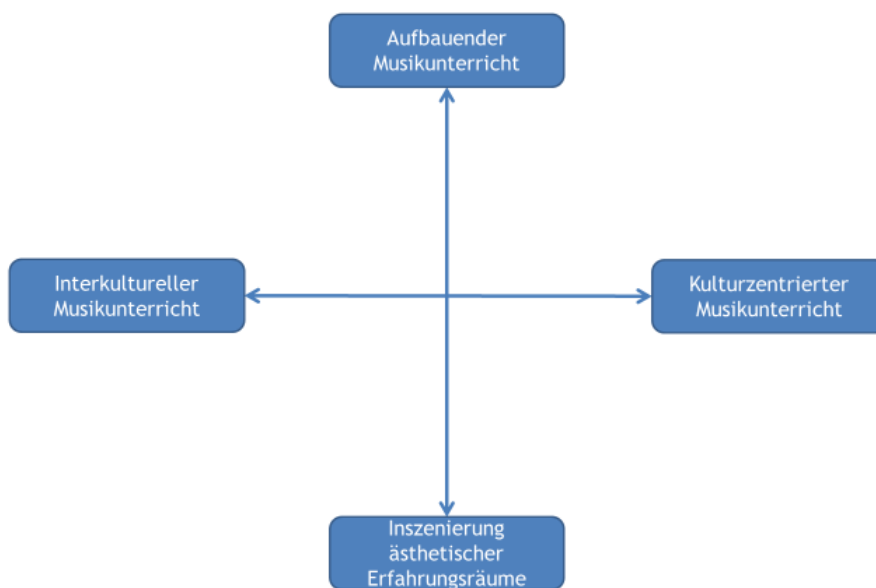 Aufbauender
Musikunterricht
Interkultureller
Musikunterricht
Kulturzentrierter
Musikunterricht
Inszenierung
ästhetischer
Erfahrungsräume